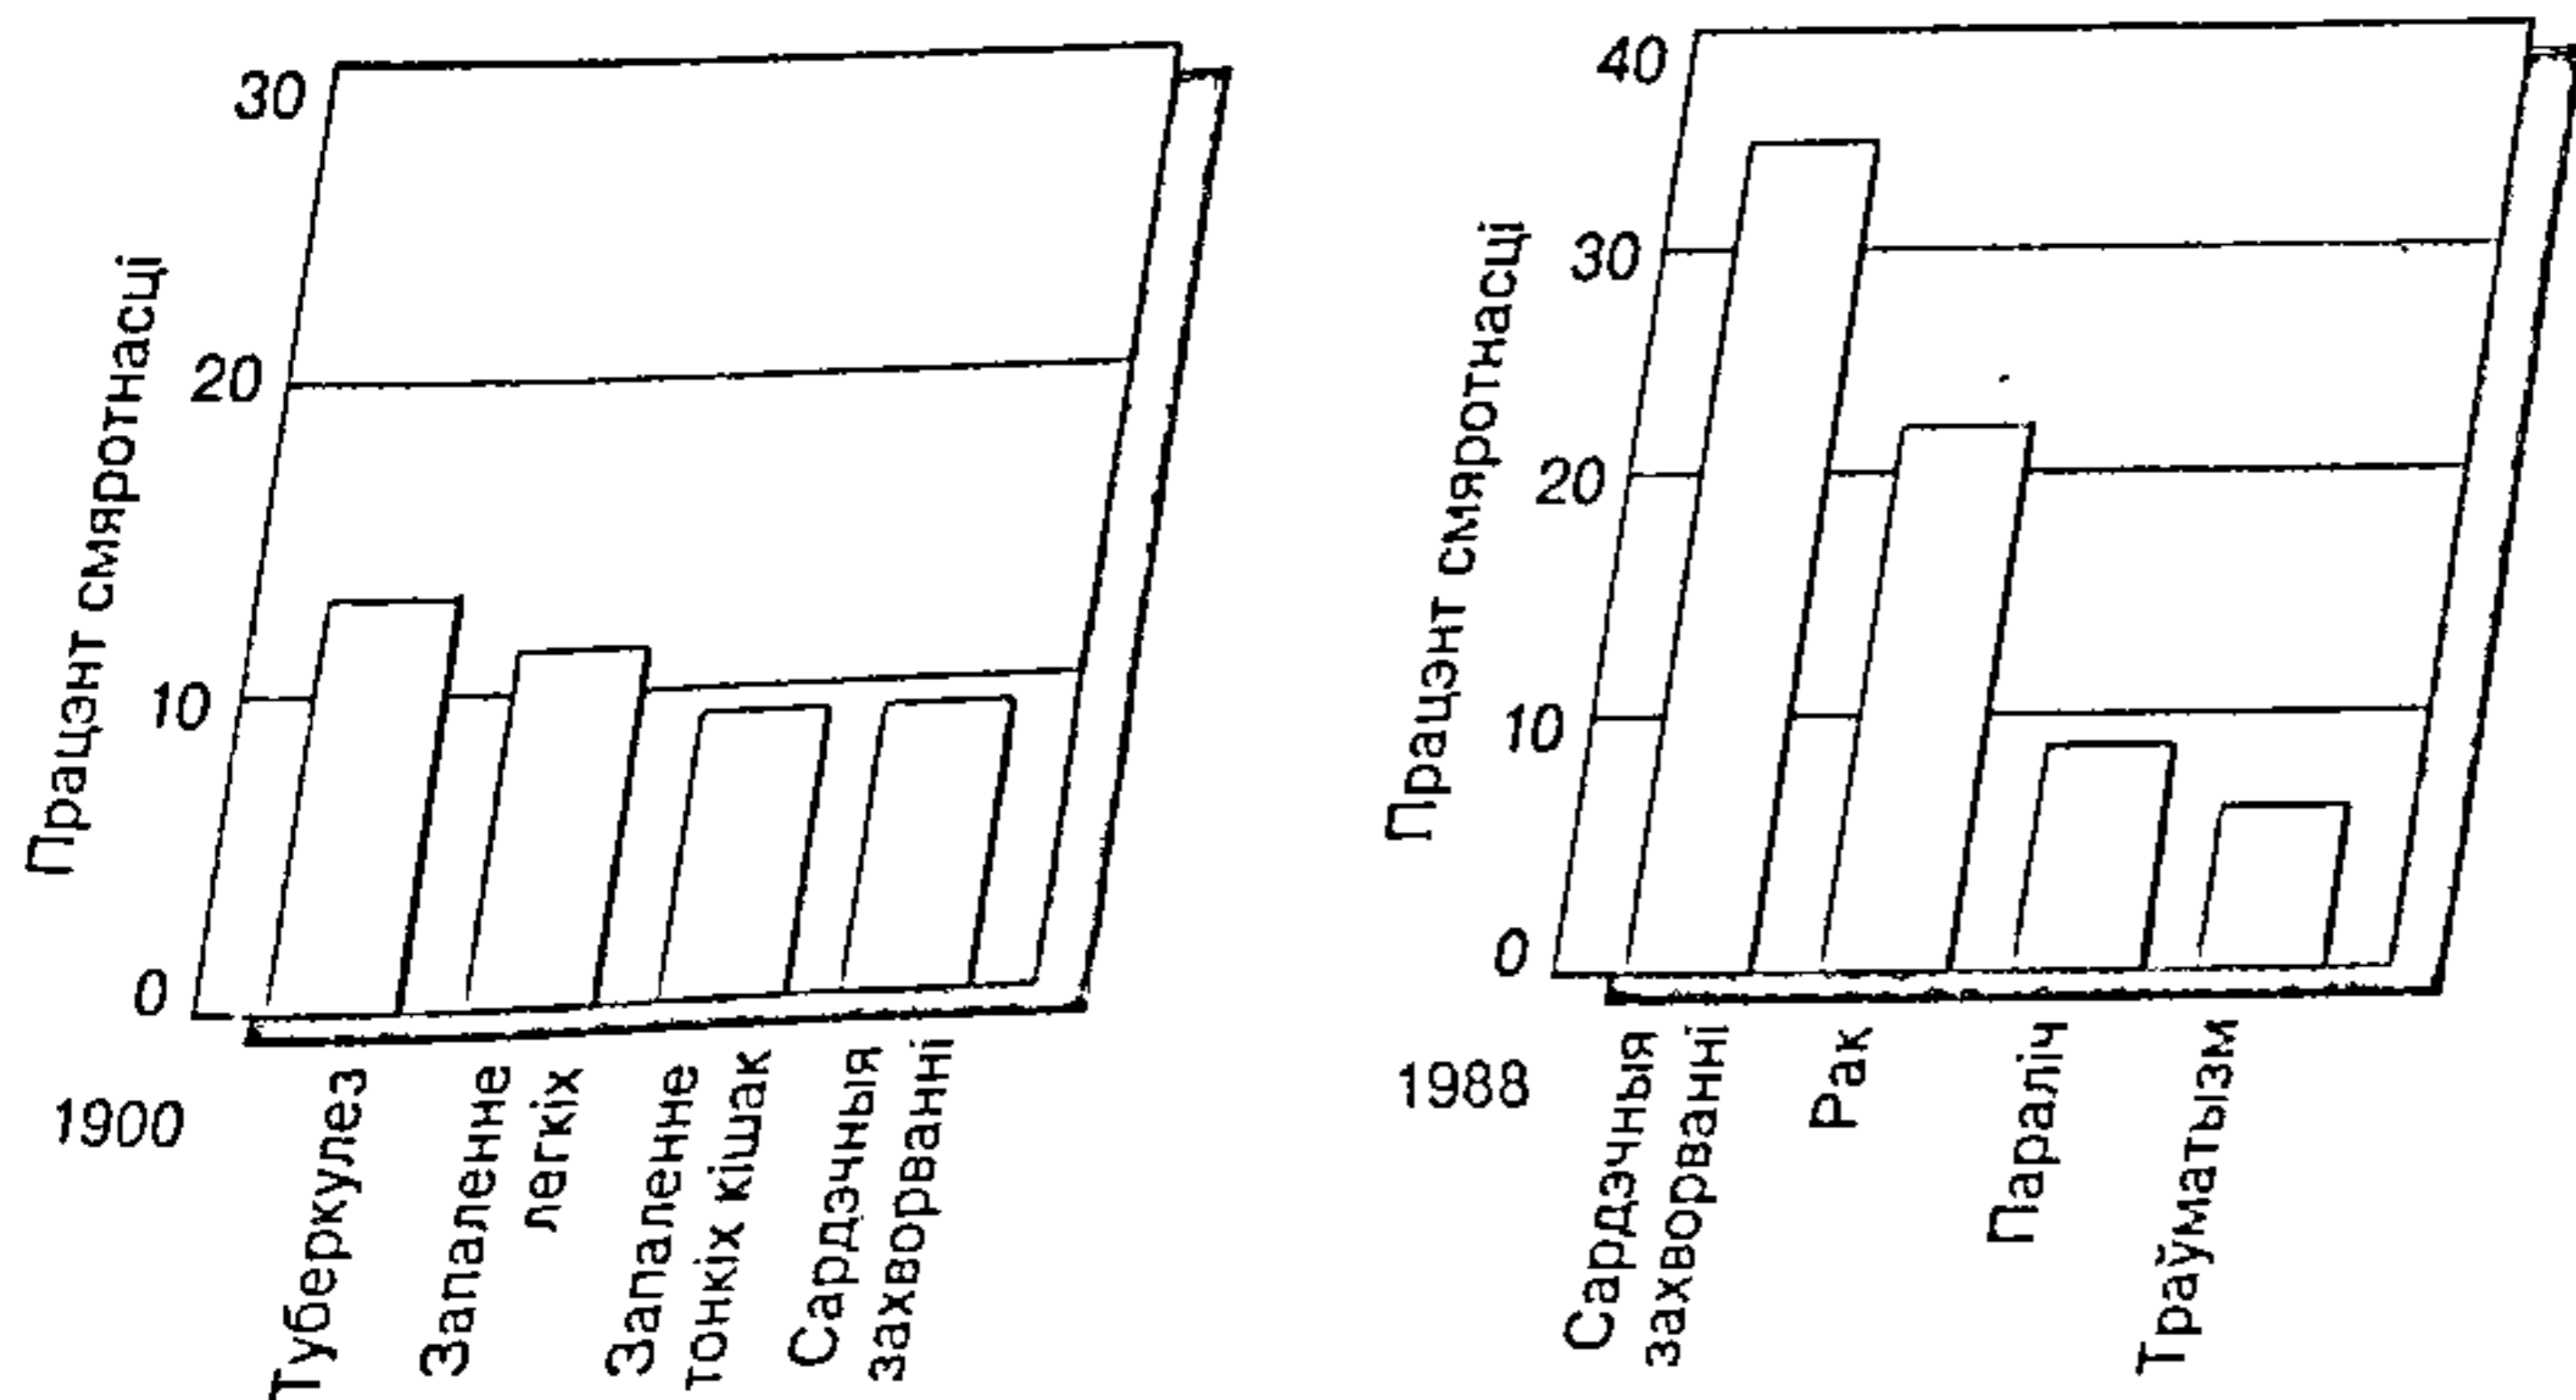 30
20
10
0
Працэнт смяротнасці
1900
Туберкулез
Запаленне
легкіх
Запаленне
тонкіх кішак
Сардэчныя
захворванні
40
30
20
10
0
Працэнт смяротнасці
1988
Сардэчныя
захворванні
Рак
Параліч
Траўматызм